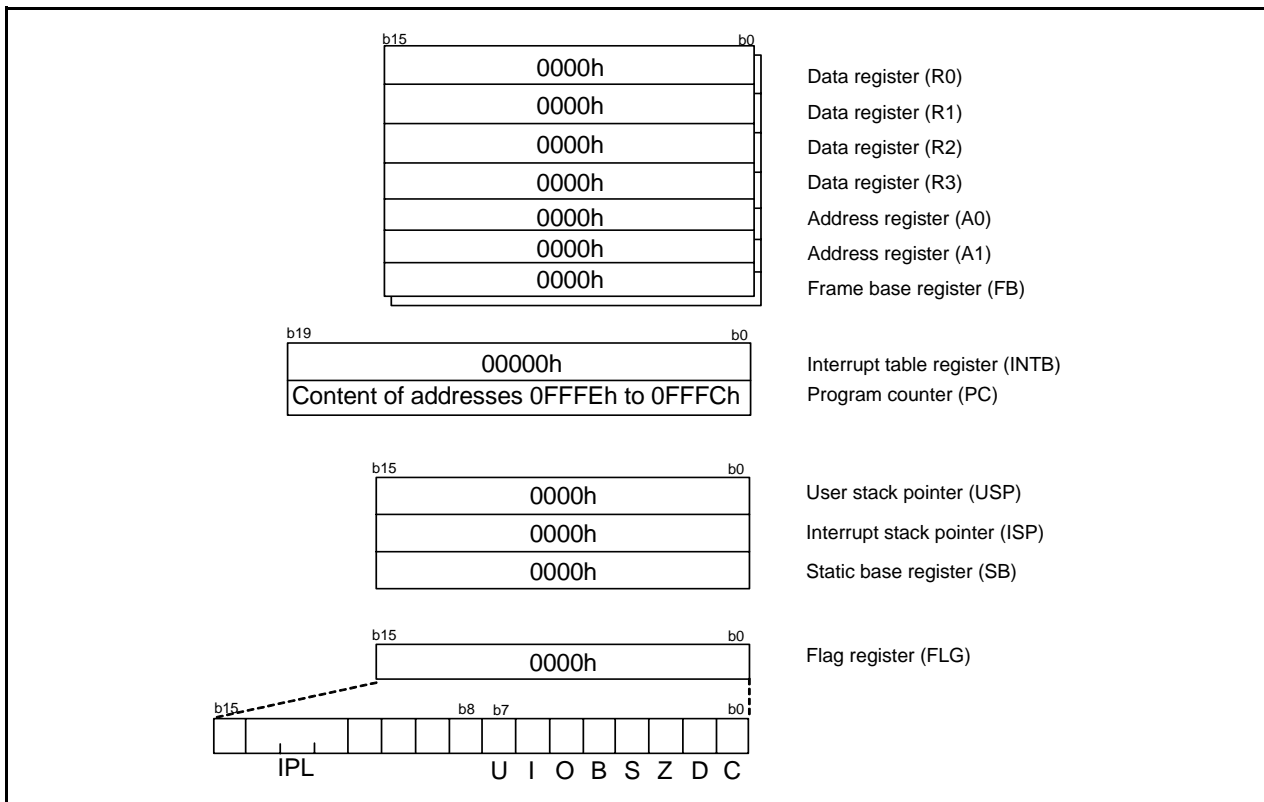 b15 b0
0000h Data register (R0)
0000h Data register (R1)
0000h Data register (R2)
0000h Data register (R3)
0000h Address register (A0)
0000h Address register (A1)
0000h Frame base register (FB)
b19 b0
00000h Interrupt table register (INTB)
Content of addresses 0FFFEh to 0FFFCh Program counter (PC)
b15 b0
0000h User stack pointer (USP)
0000h Interrupt stack pointer (ISP)
0000h Static base register (SB)
b15 b0
0000h Flag register (FLG)
b15 b8 b7 b0
IPL U I O B S Z D C